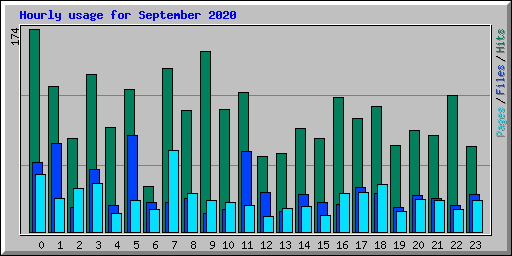 Hourly usage for September 2020
174
Pages/Files/Hits
0 1 2 3 4 5 6 7 8 9 10 11 12 13 14 15 16 17 18 19 20 21 22 23